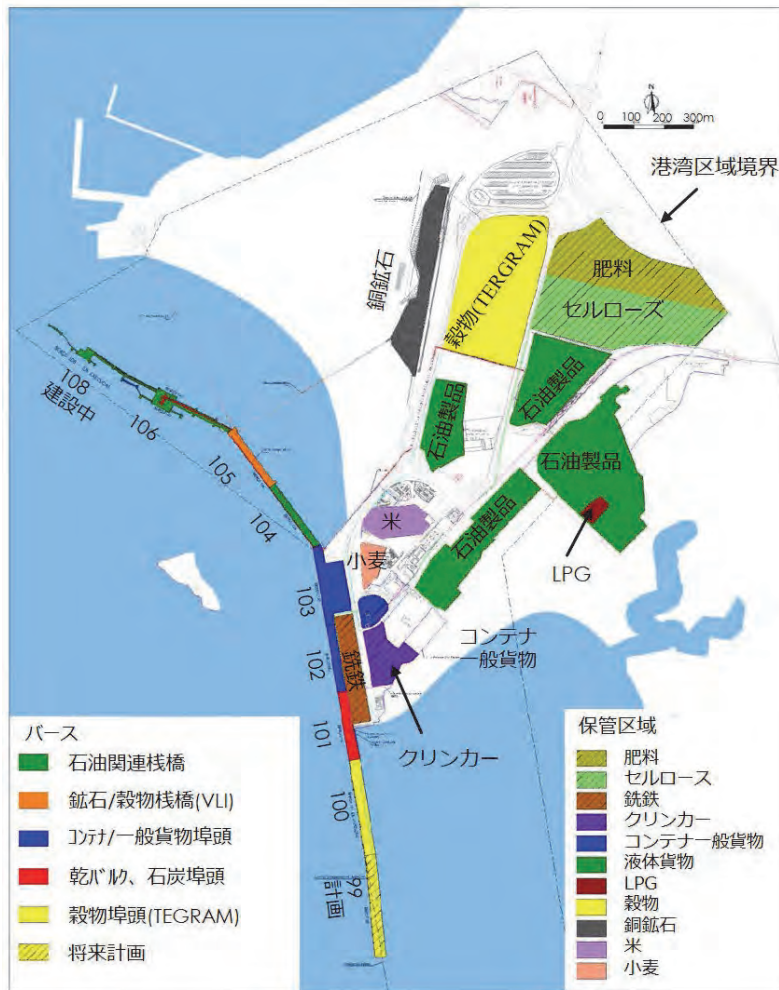 N
0 100 200 300m
港湾区域境界
銅鉱石
穀物(TERGRAM)
肥料
セルローズ
石油製品
石油製品
石油製品
石油製品
LPG
米
小麦
コンテナ
一般貨物
銑鉄
クリンカー
108
建設中
106
105
104
103
102
101
100
99
計画
バース
石油関連桟橋
鉱石/穀物桟橋(VLI)
コンテナ/一般貨物埠頭
乾バルク、石炭埠頭
穀物埠頭(TEGRAM)
将来計画
保管区域
肥料
セルロース
銑鉄
クリンカー
コンテナ一般貨物
液体貨物
LPG
穀物
銅鉱石
米
小麦